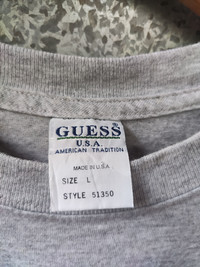 GUESS®
U.S.A.
AMERICAN TRADITION
MADE IN U.S.A
SIZE L
STYLE 51350